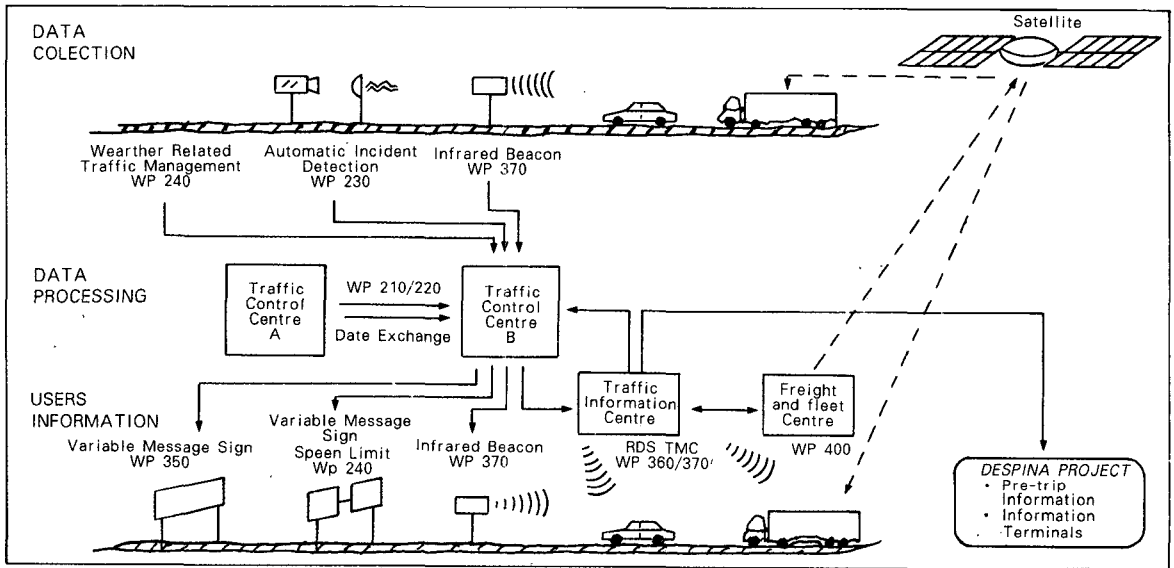 Satellite
DATA
COLECTION
Wearther Related
Traffic Management
WP 240
Automatic Incident
Detection
WP 230
Infrared Beacon
WP 370
DATA
PROCESSING
Traffic
Control
Centre
A
WP 210/220
Date Exchange
Traffic
Control
Centre
B
USERS
INFORMATION
Variable Message Sign
WP 350
Variable Message
Sign
Speen Limit
Wp 240
Infrared Beacon
WP 370
Traffic
Information
Centre
RDS TMC
WP 360/370'
Freight
and fleet
Centre
WP 400
DESPINA PROJECT
• Pre-trip
Information
• Information
Terminals